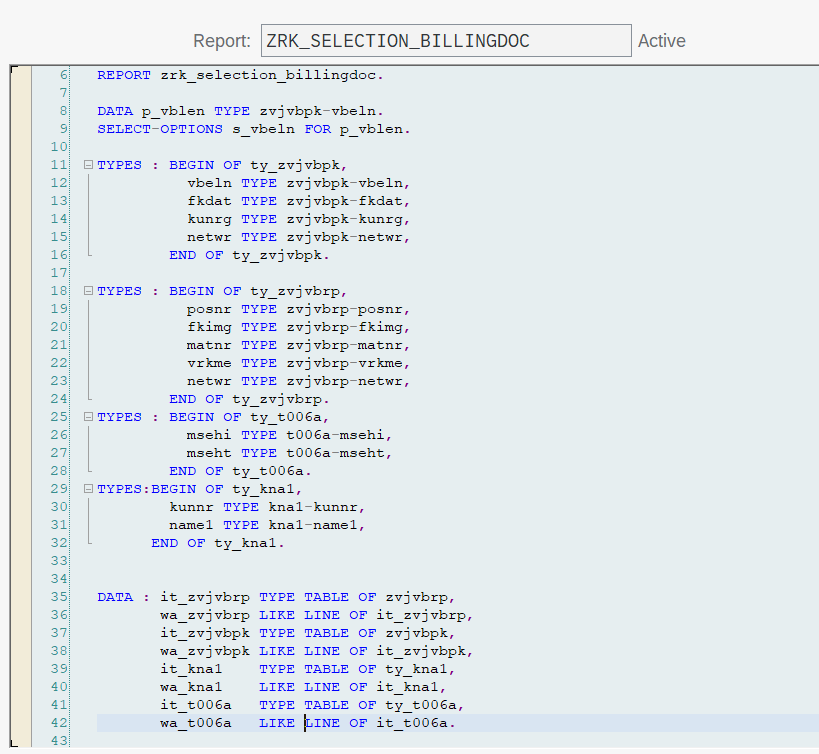 Report: ZRK_SELECTION_BILLINGDOC Active
6 REPORT zrk_selection_billingdoc.
7
8 DATA p_vblen TYPE zvjvbpk-vbeln.
9 SELECT-OPTIONS s_vbeln FOR p_vblen.
10
11 TYPES : BEGIN OF ty_zvjvbpk,
12 vbeln TYPE zvjvbpk-vbeln,
13 fkdat TYPE zvjvbpk-fkdat,
14 kunrg TYPE zvjvbpk-kunrg,
15 netwr TYPE zvjvbpk-netwr,
16 END OF ty_zvjvbpk.
17
18 TYPES : BEGIN OF ty_zvjvbrp,
19 posnr TYPE zvjvbrp-posnr,
20 fkimg TYPE zvjvbrp-fkimg,
21 matnr TYPE zvjvbrp-matnr,
22 vrkme TYPE zvjvbrp-vrkme,
23 netwr TYPE zvjvbrp-netwr,
24 END OF ty_zvjvbrp.
25 TYPES : BEGIN OF ty_t006a,
26 msehi TYPE t006a-msehi,
27 mseht TYPE t006a-mseht,
28 END OF ty_t006a.
29 TYPES:BEGIN OF ty_kna1,
30 kunnr TYPE kna1-kunnr,
31 name1 TYPE kna1-name1,
32 END OF ty_kna1.
33
34
35 DATA : it_zvjvbrp TYPE TABLE OF zvjvbrp,
36 wa_zvjvbrp LIKE LINE OF it_zvjvbrp,
37 it_zvjvbpk TYPE TABLE OF zvjvbpk,
38 wa_zvjvbpk LIKE LINE OF it_zvjvbpk,
39 it_kna1 TYPE TABLE OF ty_kna1,
40 wa_kna1 LIKE LINE OF it_kna1,
41 it_t006a TYPE TABLE OF ty_t006a,
42 wa_t006a LIKE LINE OF it_t006a.
43